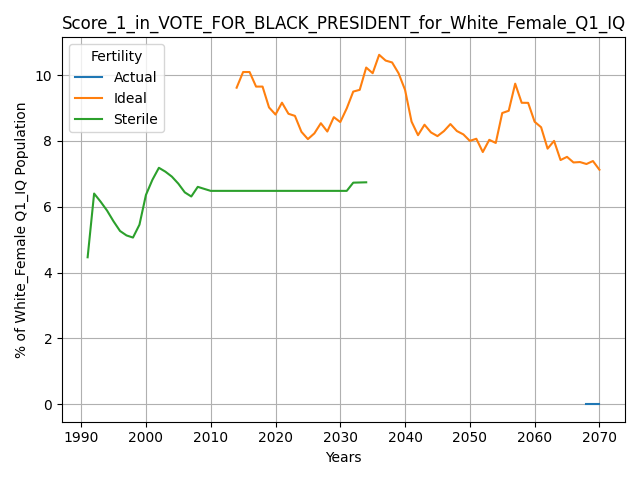 Score_1_in_VOTE_FOR_BLACK_PRESIDENT_for_White_Female_Q1_IQ
Fertility
Actual
Ideal
Sterile
% of White_Female Q1_IQ Population
10
8
6
4
2
0
1990 2000 2010 2020 2030 2040 2050 2060 2070
Years